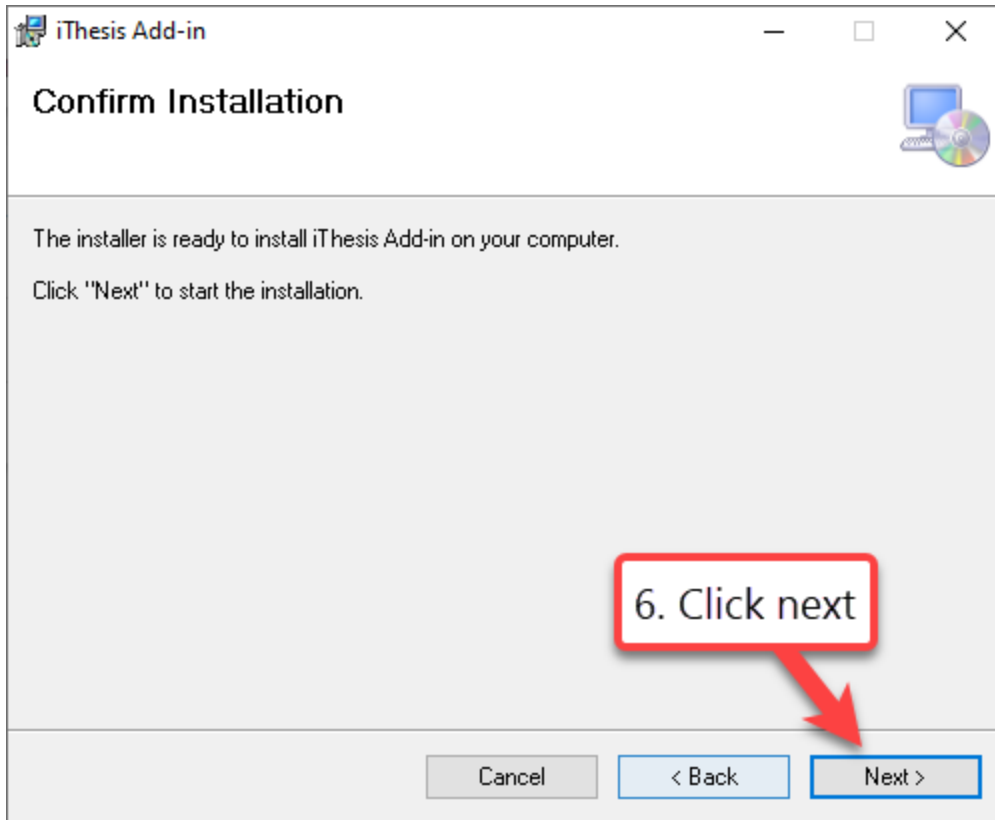 iThesis Add-in
Confirm Installation
The installer is ready to install iThesis Add-in on your computer.
Click "Next" to start the installation.
6. Click next
Cancel
< Back
Next >